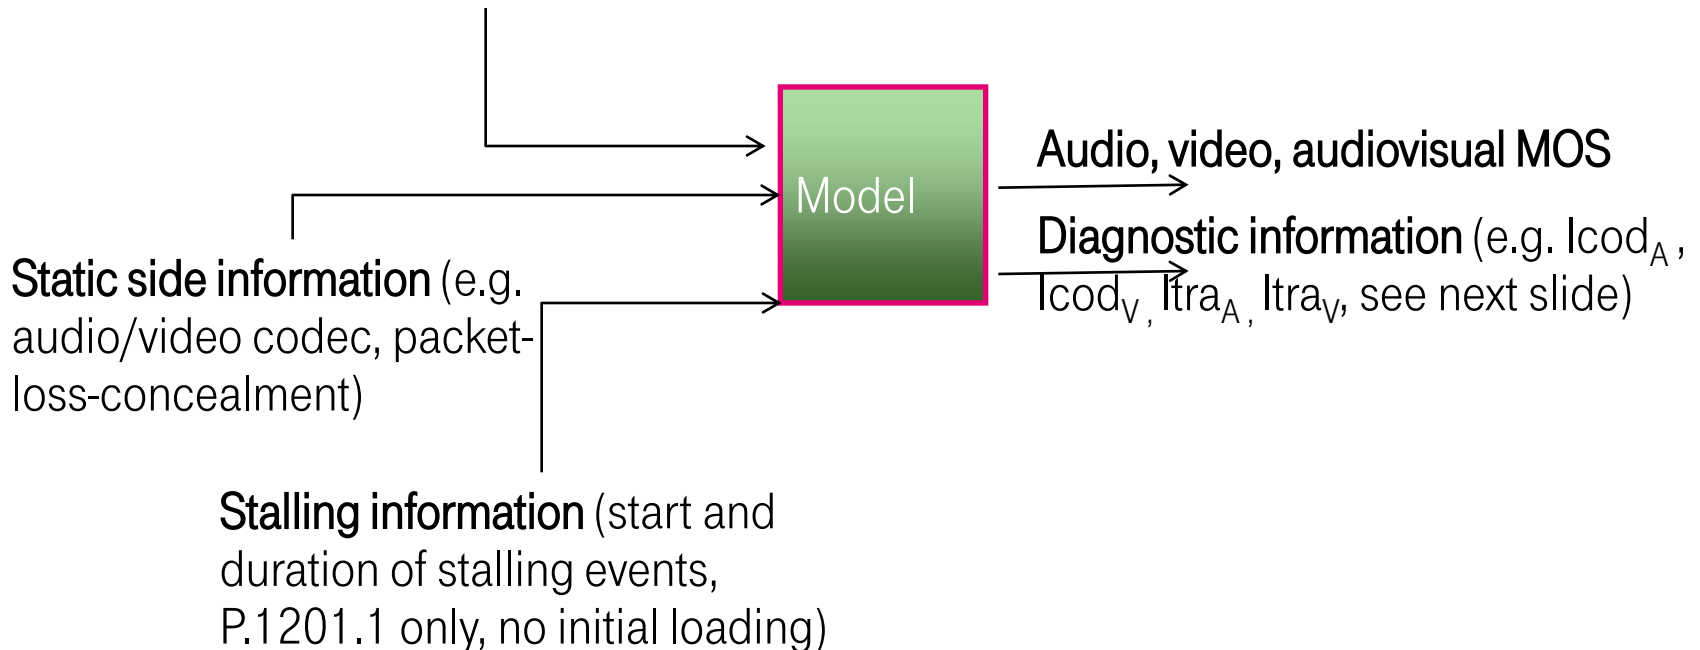 Model
Audio, video, audiovisual MOS
Diagnostic information (e.g. Icod_A ,
Icod_V , Itra_A , Itra_V, see next slide)
Static side information (e.g.
audio/video codec, packet-
loss-concealment)
Stalling information (start and
duration of stalling events,
P.1201.1 only, no initial loading)